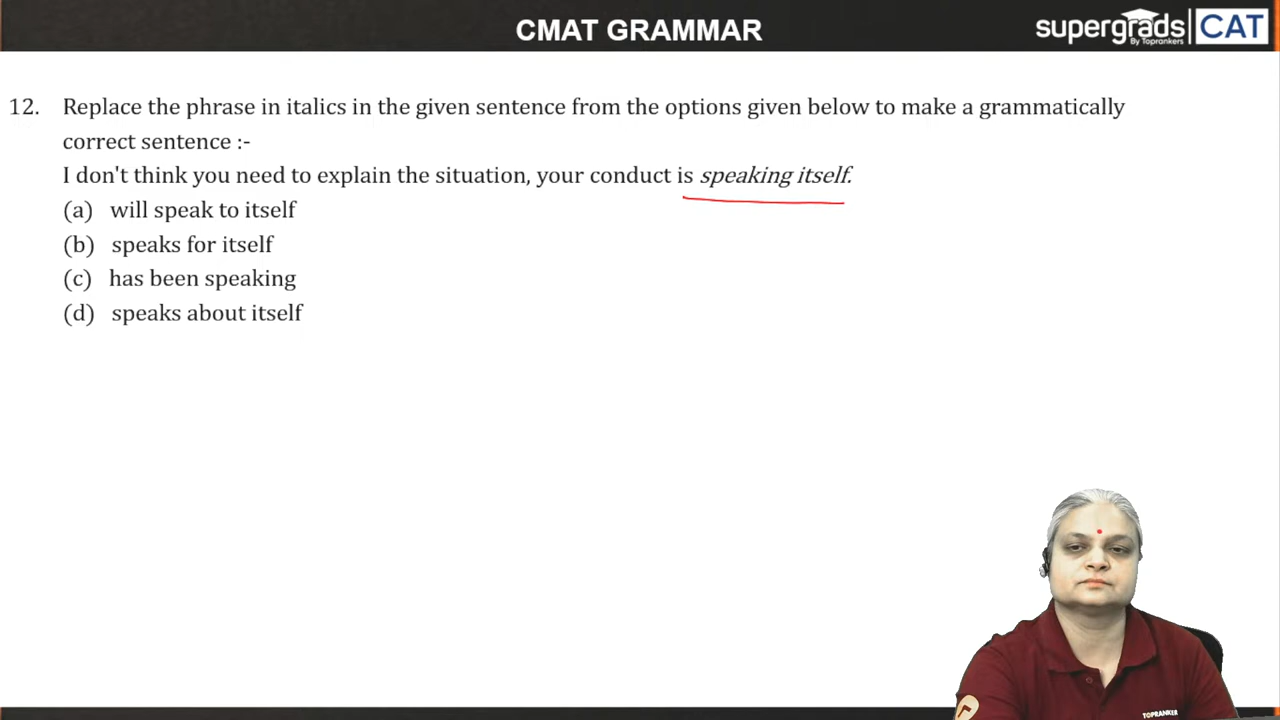 CMAT GRAMMAR
supergrads
By Toprankers
CAT
12. Replace the phrase in italics in the given sentence from the options given below to make a grammatically
correct sentence :-
I don't think you need to explain the situation, your conduct is speaking itself.
(a) will speak to itself
(b) speaks for itself
(c) has been speaking
(d) speaks about itself
TOPRANKER